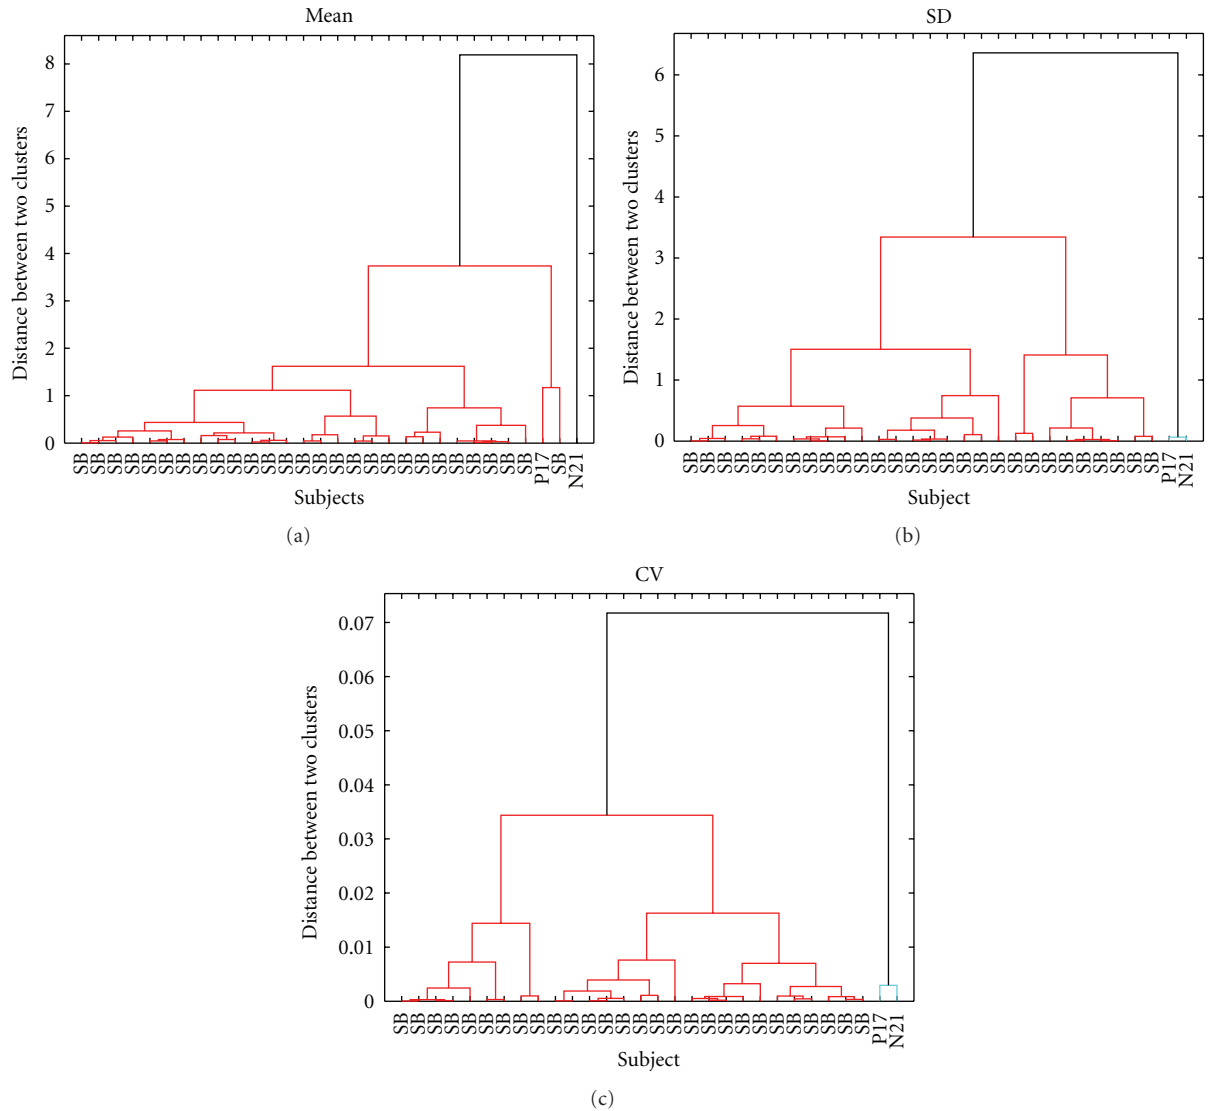 Mean
Distance between two clusters
8
7
6
5
4
3
2
1
0
SB SB SB SB SB SB SB SB SB SB SB SB SB SB SB SB SB SB SB SB SB SB SB SB SB SB SB P17 SB N21
Subjects
(a)
SD
Distance between two clusters
6
5
4
3
2
1
0
SB SB SB SB SB SB SB SB SB SB SB SB SB SB SB SB SB SB SB SB SB SB SB SB SB SB SB SB P17 N21
Subject
(b)
CV
Distance between two clusters
0.07
0.06
0.05
0.04
0.03
0.02
0.01
0
SB SB SB SB SB SB SB SB SB SB SB SB SB SB SB SB SB SB SB SB SB SB SB SB SB SB SB SB P17 N21
Subject
(c)